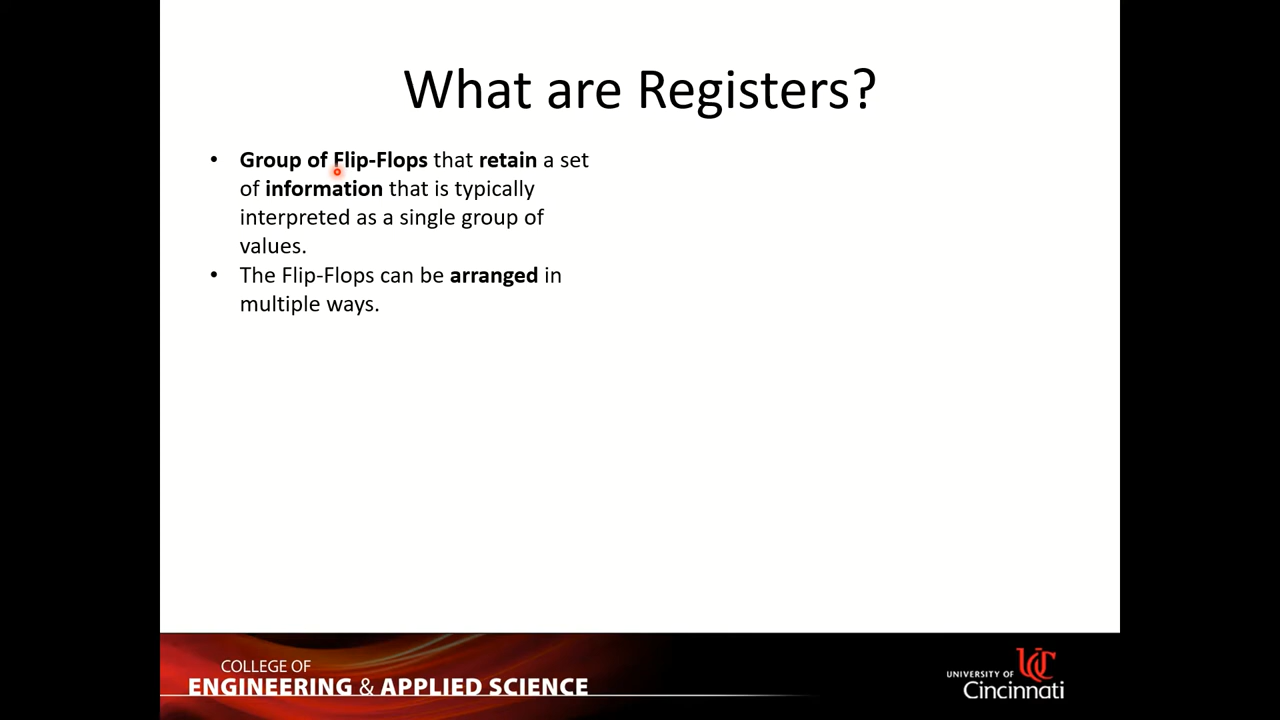 What are Registers?
• Group of Flip-Flops that retain a set
of information that is typically
interpreted as a single group of
values.
• The Flip-Flops can be arranged in
multiple ways.
COLLEGE OF
ENGINEERING & APPLIED SCIENCE
UC
UNIVERSITY OF
Cincinnati